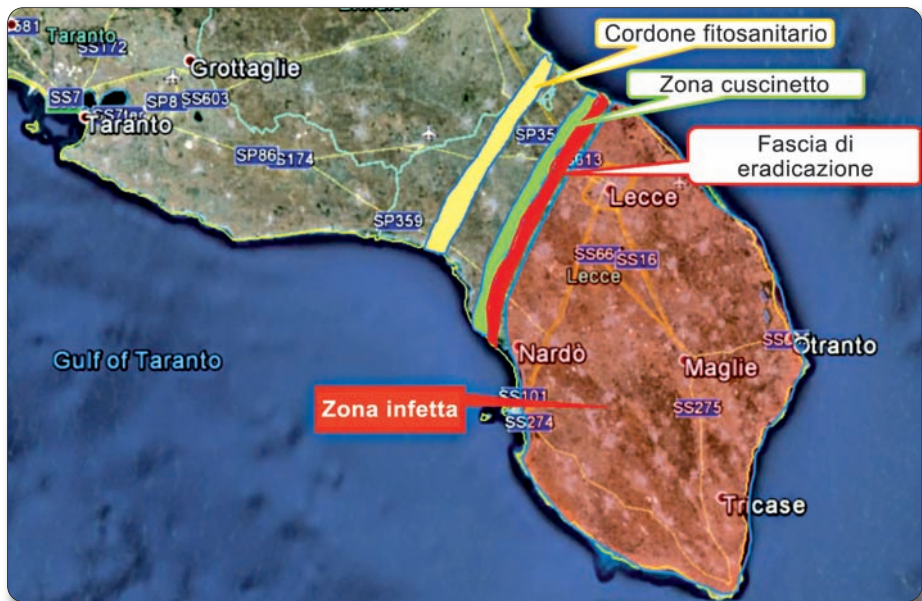 Cordone fitosanitario
Zona cuscinetto
Fascia di
eradicazione
Zona infetta
Taranto
SS172
Grottaglie
SS7
SP8
SS603
SS7ter
Taranto
SP86
SS174
SP359
SP35
S613
Lecce
SS16
Lecce
Gulf of Taranto
Nardò
Maglie
Otranto
SS101
SS274
SS275
Tricase